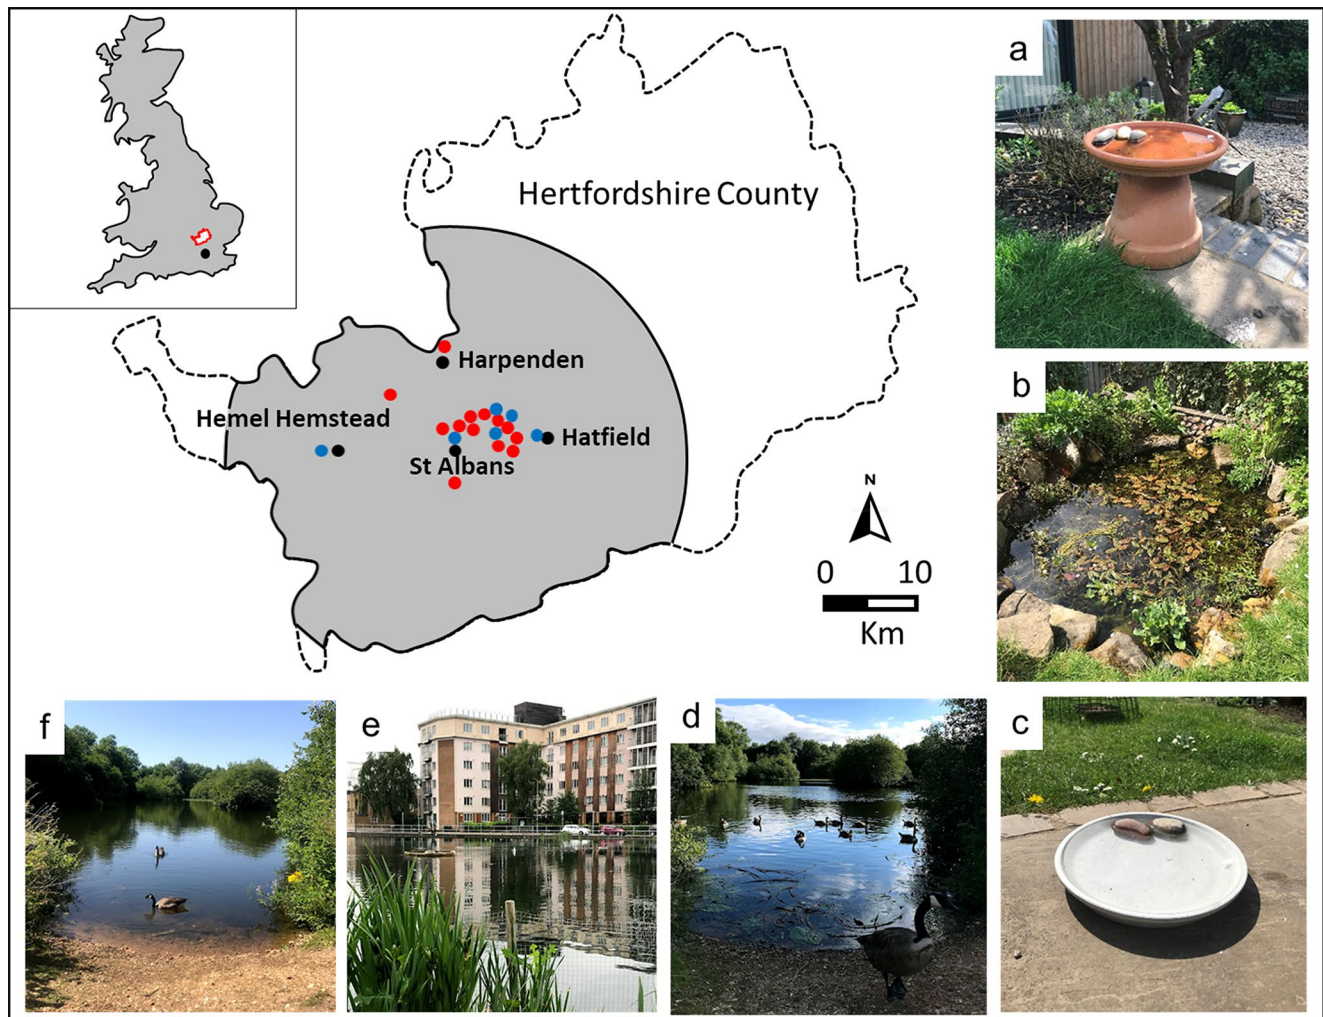 Hertfordshire County
Harpenden
Hemel Hemstead
Hatfield
St Albans
N
0 10
Km
a
b
f
e
d
c